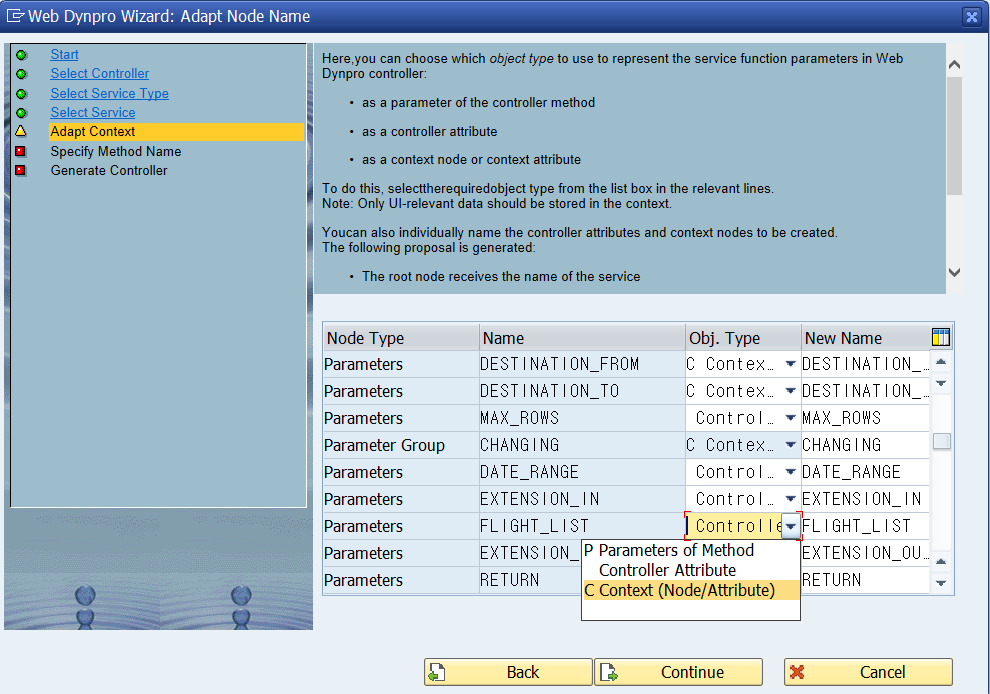 Web Dynpro Wizard: Adapt Node Name
Start
Select Controller
Select Service Type
Select Service
Adapt Context
Specify Method Name
Generate Controller
Here,you can choose which object type to use to represent the service function parameters in Web
Dynpro controller:
• as a parameter of the controller method
• as a controller attribute
• as a context node or context attribute
To do this, selecttherequiredobject type from the list box in the relevant lines.
Note: Only UI-relevant data should be stored in the context.
Youcan also individually name the controller attributes and context nodes to be created.
The following proposal is generated:
• The root node receives the name of the service
Node Type Name Obj. Type New Name
Parameters DESTINATION_FROM C Contex… DESTINATION_…
Parameters DESTINATION_TO C Contex… DESTINATION_…
Parameters MAX_ROWS Control… MAX_ROWS
Parameter Group CHANGING C Contex… CHANGING
Parameters DATE_RANGE Control… DATE_RANGE
Parameters EXTENSION_IN Control… EXTENSION_IN
Parameters FLIGHT_LIST Controlle FLIGHT_LIST
Parameters EXTENSION_ EXTENSION_OU…
Parameters RETURN RETURN
P Parameters of Method
Controller Attribute
C Context (Node/Attribute)
Back Continue Cancel